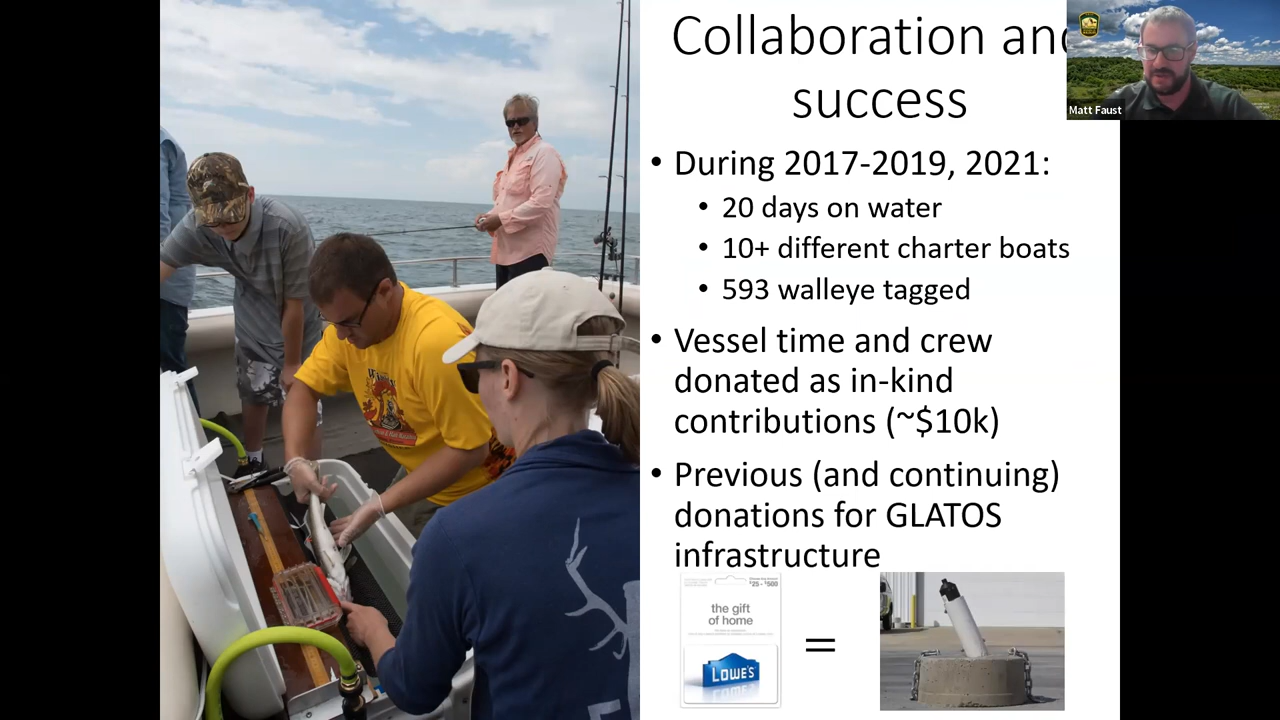 Collaboration and
success
Matt Faust
• During 2017-2019, 2021:
• 20 days on water
• 10+ different charter boats
• 593 walleye tagged
• Vessel time and crew
donated as in-kind
contributions (~$10k)
• Previous (and continuing)
donations for GLATOS
infrastructure
$25 - $500
the gift
of home
LOWE'S
=